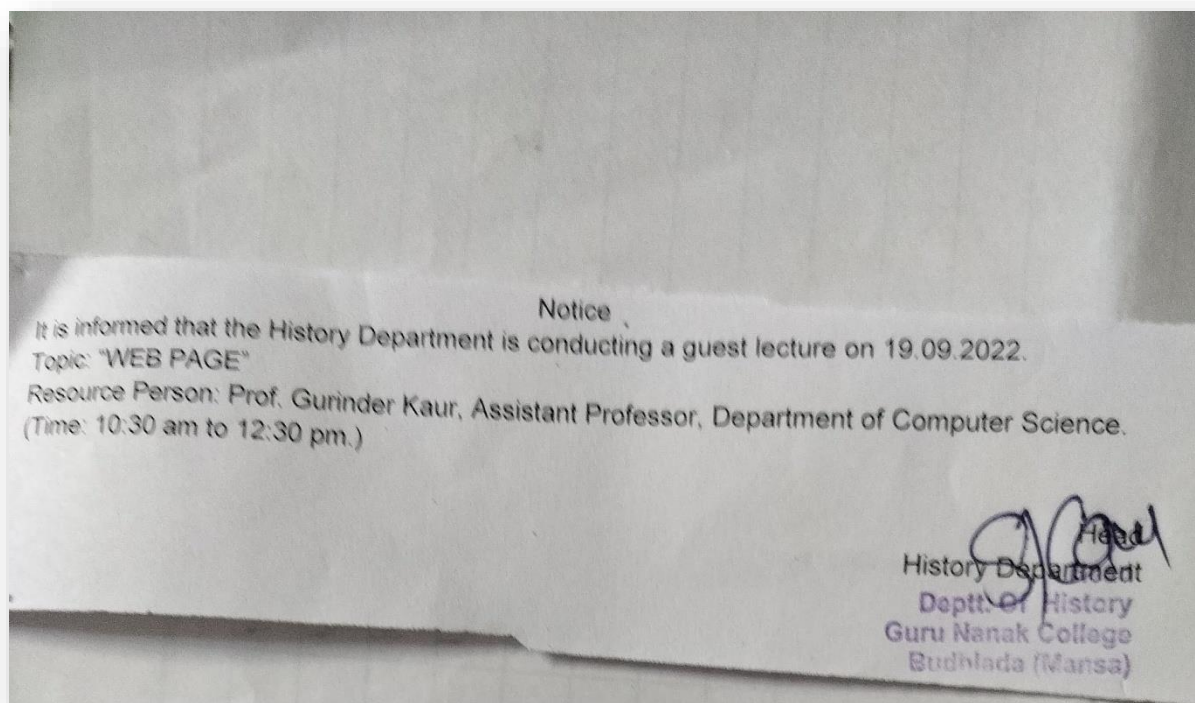 Notice
It is informed that the History Department is conducting a guest lecture on 19.09.2022.
Topic: "WEB PAGE"
Resource Person: Prof. Gurinder Kaur, Assistant Professor, Department of Computer Science.
(Time: 10:30 am to 12:30 pm.)
Head
History Department
Deptt. Of History
Guru Nanak College
Budhlada (Mansa)